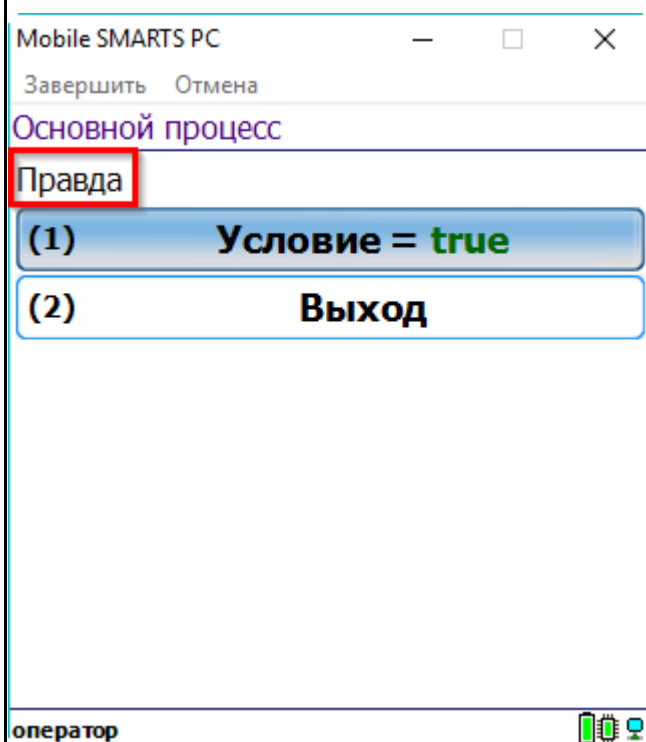 Mobile SMARTS PC
Завершить Отмена
Основной процесс
Правда
(1) Условие = true
(2) Выход
оператор